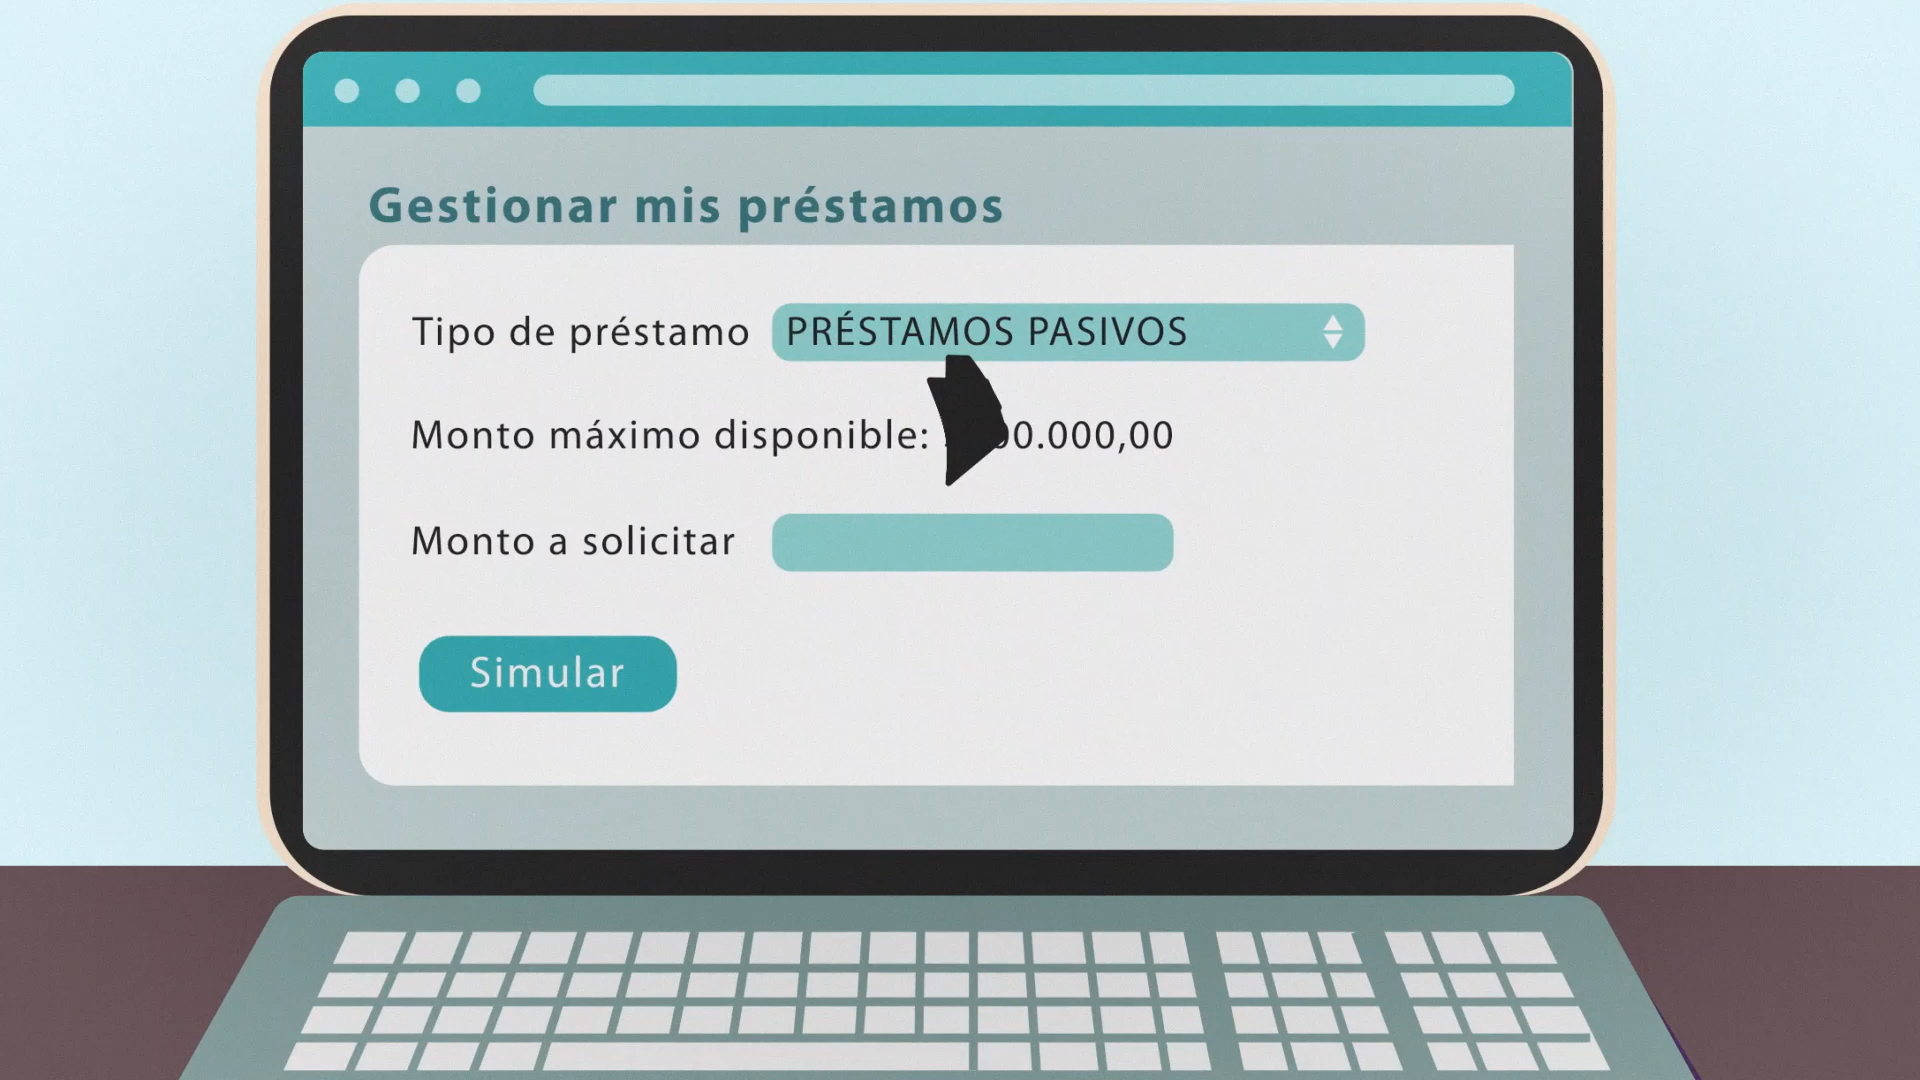 Gestionar mis préstamos
Tipo de préstamo PRÉSTAMOS PASIVOS
Monto máximo disponible:
Monto a solicitar
Simular